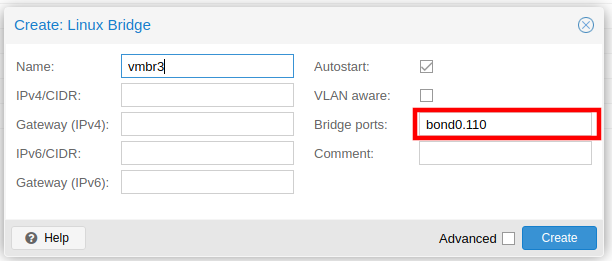 Create: Linux Bridge
Name: vmbr3 Autostart:
IPv4/CIDR: VLAN aware:
Gateway (IPv4): Bridge ports: bond0.110
IPv6/CIDR: Comment:
Gateway (IPv6):
Help Advanced Create